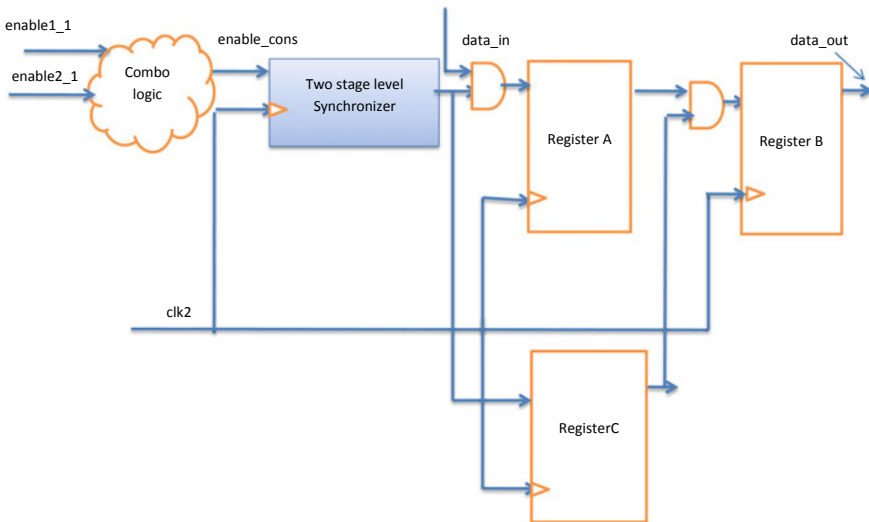 enable1_1
enable2_1
Combo
logic
enable_cons
Two stage level
Synchronizer
data_in
Register A
data_out
Register B
clk2
RegisterC